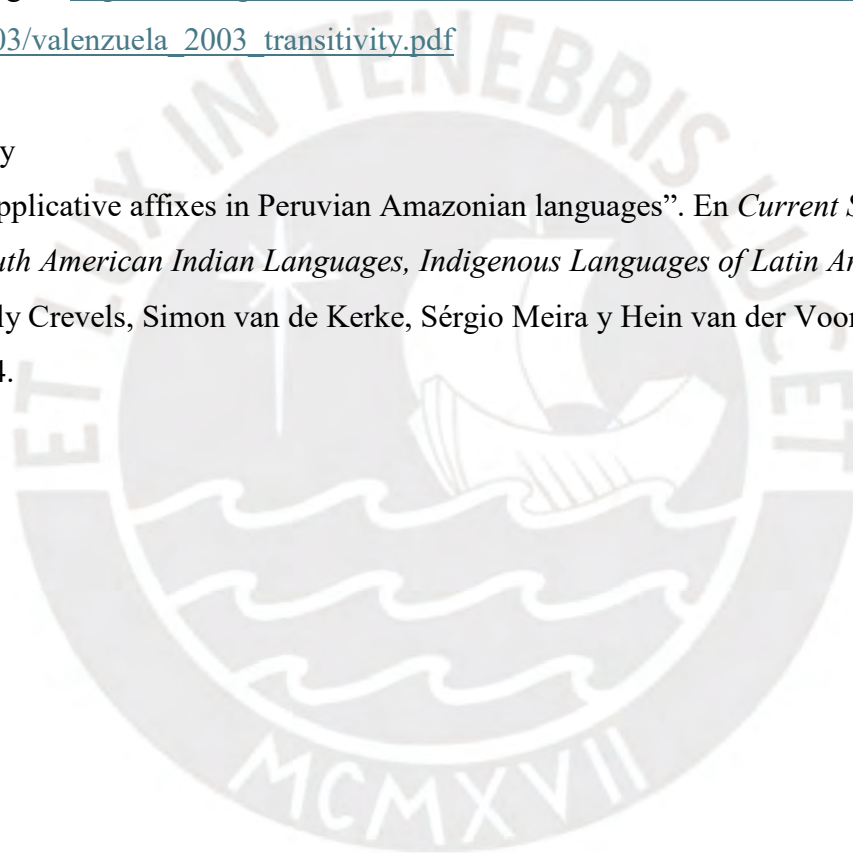 03/valenzuela_2003_transitivity.pdf
y
pplicative affixes in Peruvian Amazonian languages”. En Current S
uth American Indian Languages, Indigenous Languages of Latin Ar
ly Crevels, Simon van de Kerke, Sérgio Meira y Hein van der Voor
4.
ET LUX IN TENEBRIS LUCET
MCMXVII